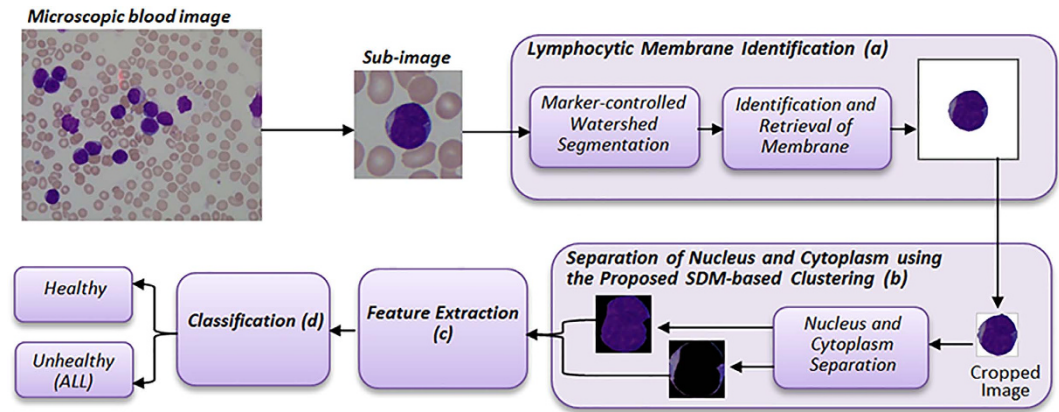 Microscopic blood image
Sub-image
Lymphocytic Membrane Identification (a)
Marker-controlled
Watershed
Segmentation
Identification and
Retrieval of
Membrane
Separation of Nucleus and Cytoplasm using
the Proposed SDM-based Clustering (b)
Nucleus and
Cytoplasm
Separation
Cropped
Image
Feature Extraction
(c)
Classification (d)
Healthy
Unhealthy
(ALL)